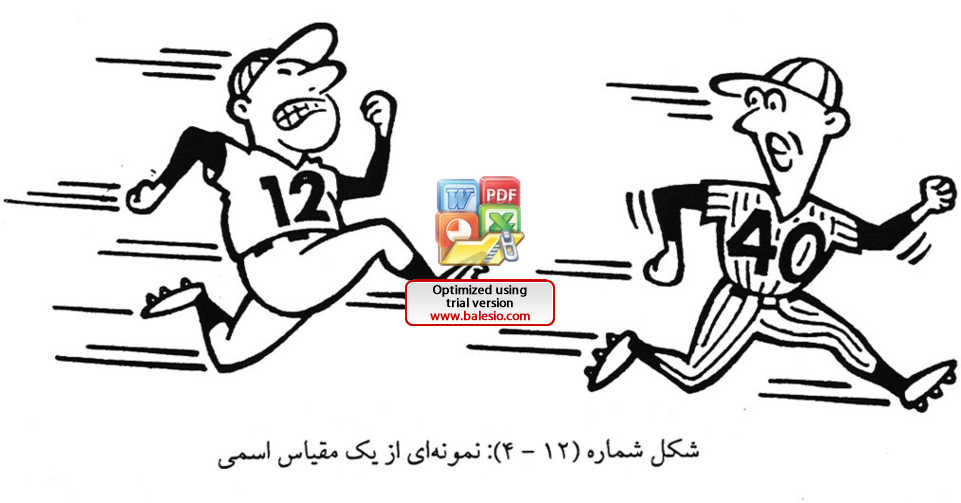 12
40
W
PDF
X
Optimized using
trial version
www.balesio.com
شکل شماره (۱۲ – ۴): نمونه‌ای از یک مقیاس اسمی